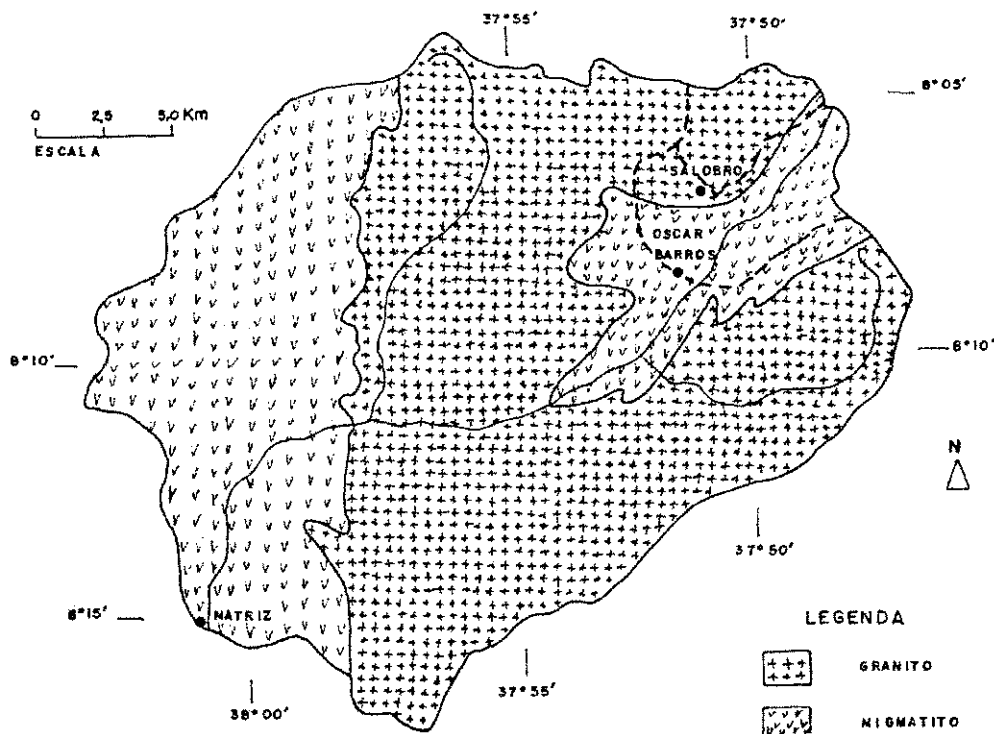 37°55'
37°50'
8°05'
0 2,5 5,0 Km
ESCALA
SALOBRO
OSCAR
BARROS
8°10'
8°10'
N
37°50'
8°15'
MATRIZ
37°55'
38°00'
LEGENDA
GRANITO
MIGMATITO